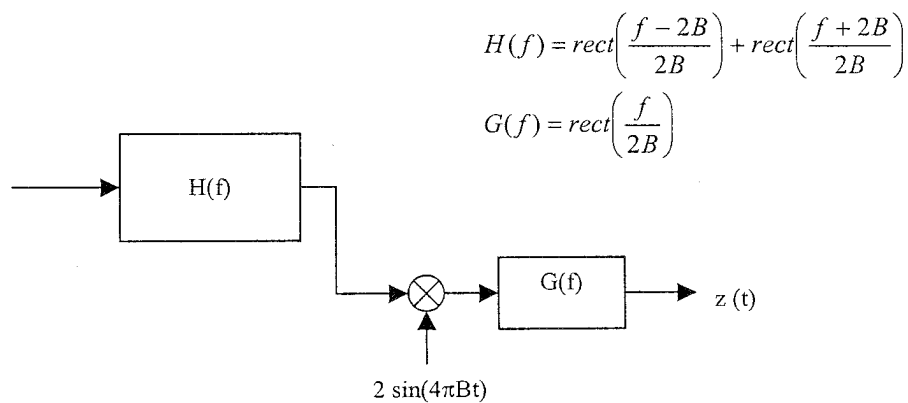 H(f) = rect((f − 2B)/(2B)) + rect((f + 2B)/(2B))
G(f) = rect(f/(2B))
H(f)
G(f)
z (t)
2 sin(4πBt)